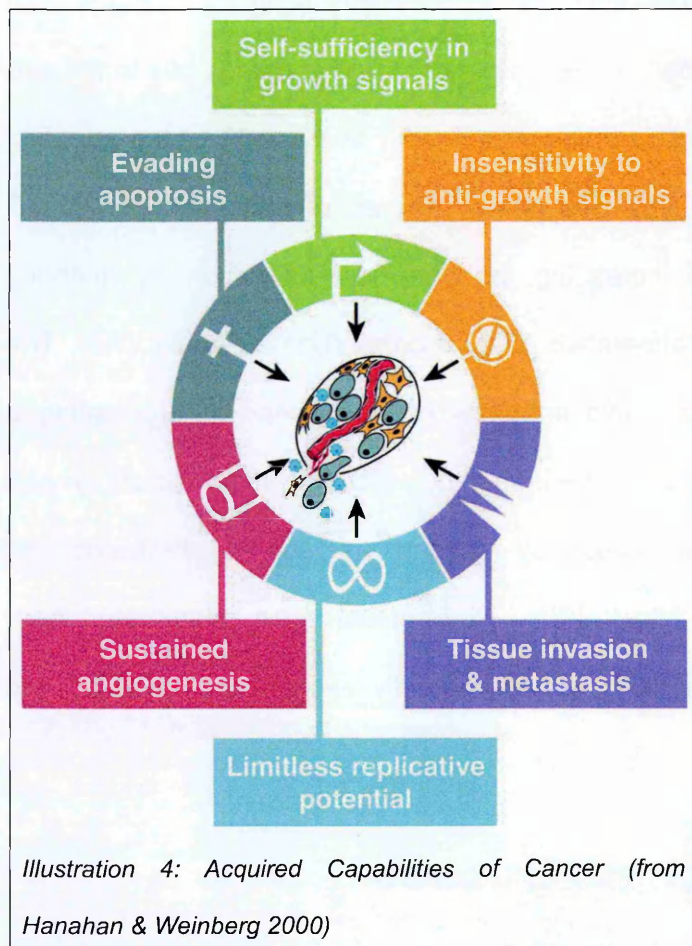 Self-sufficiency in
growth signals
Evading
apoptosis
Insensitivity to
anti-growth signals
Sustained
angiogenesis
Tissue invasion
& metastasis
Limitless replicative
potential
Illustration 4: Acquired Capabilities of Cancer (from
Hanahan & Weinberg 2000)